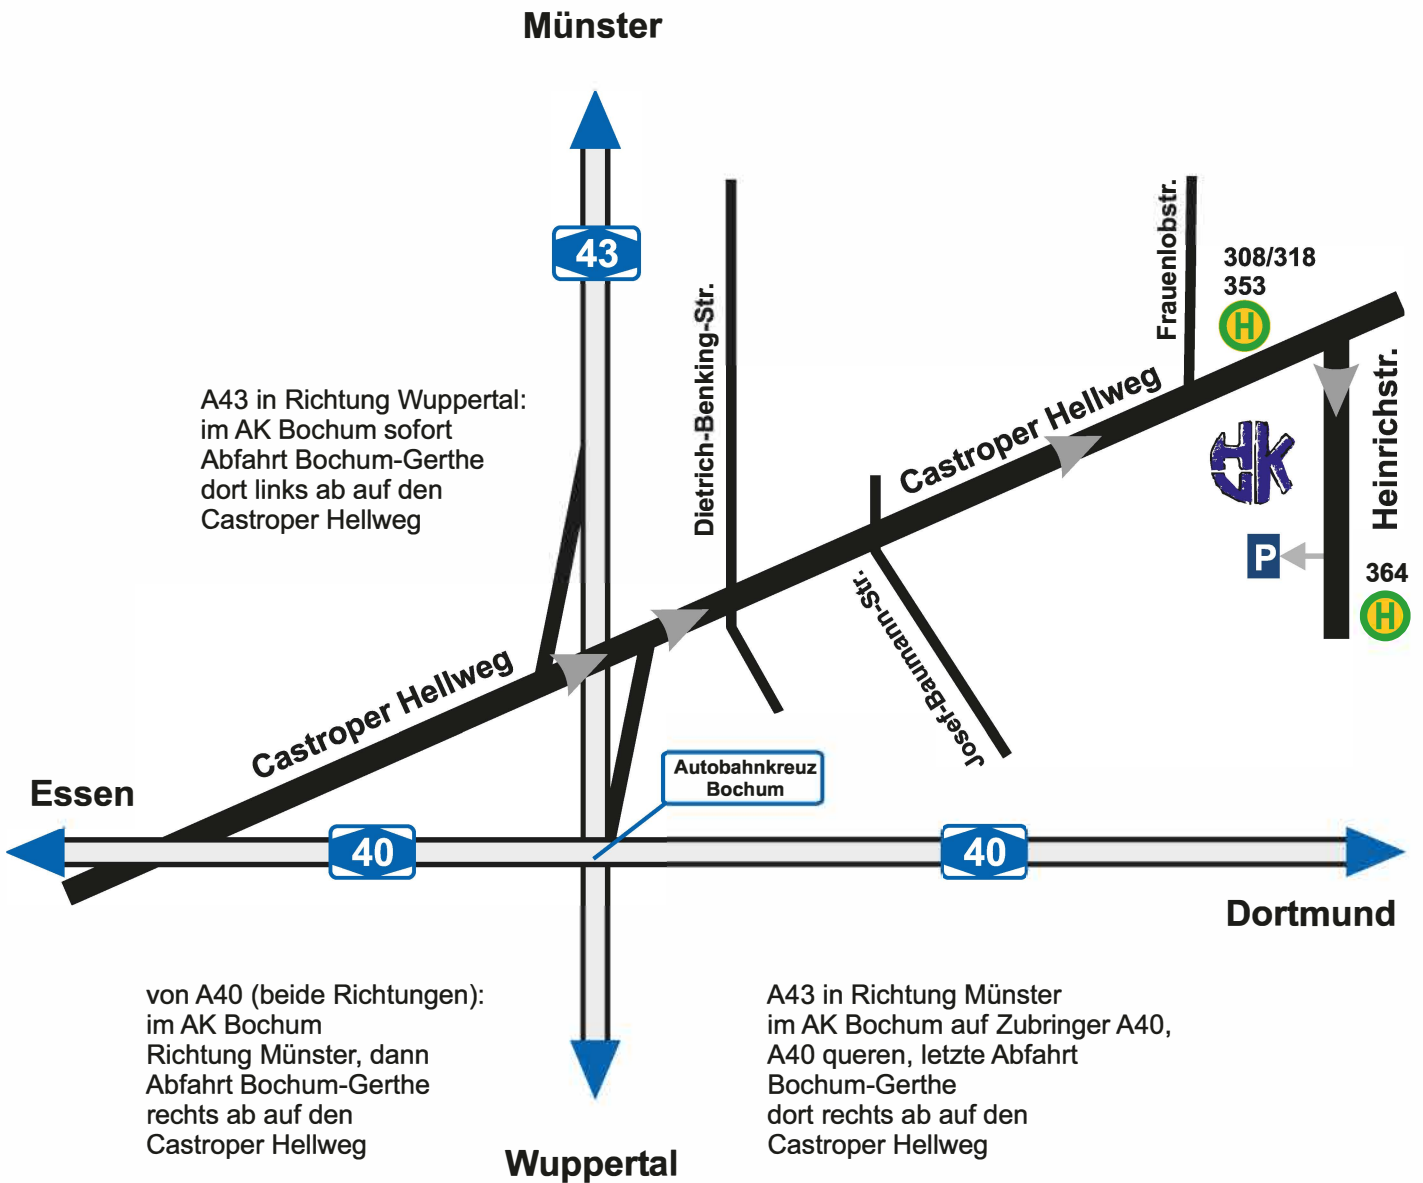 Münster
43
Frauenlobstr.
308/318
353
H
Dietrich-Benking-Str.
Heinrichstr.
Castroper Hellweg
A43 in Richtung Wuppertal:
im AK Bochum sofort
Abfahrt Bochum-Gerthe
dort links ab auf den
Castroper Hellweg
HK
P
364
H
Josef-Baumann-Str.
Castroper Hellweg
Autobahnkreuz
Bochum
Essen
40
40
Dortmund
von A40 (beide Richtungen):
im AK Bochum
Richtung Münster, dann
Abfahrt Bochum-Gerthe
rechts ab auf den
Castroper Hellweg
A43 in Richtung Münster
im AK Bochum auf Zubringer A40,
A40 queren, letzte Abfahrt
Bochum-Gerthe
dort rechts ab auf den
Castroper Hellweg
Wuppertal